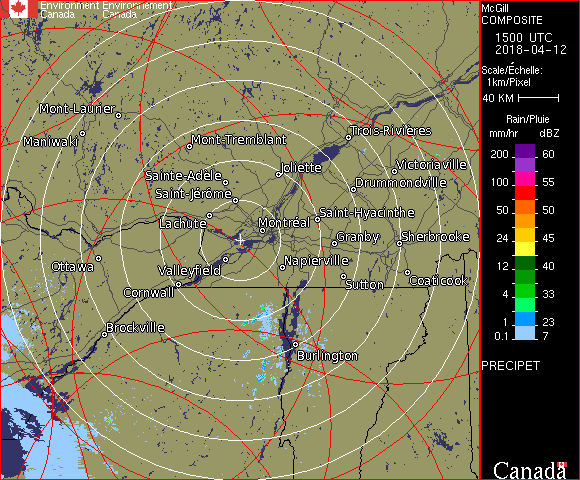 Environment Environnement
Canada Canada
McGill
COMPOSITE
1500 UTC
2018-04-12
Scale/Échelle:
1km/Pixel
40 KM
Rain/Pluie
mm/hr dBZ
200 60
155
100 55
50 50
24 45
12 40
4 33
1 23
0.1 7
PRECIPET
Canada
Mont-Laurier
Maniwaki
Mont-Tremblant
Trois-Rivières
Joliette
Victoriaville
Sainte-Adèle
Drummondville
Saint-Jérôme
Lachute
Montréal
Saint-Hyacinthe
Granby
Sherbrooke
Ottawa
Valleyfield
Napierville
Cornwall
Sutton
Coaticook
Brockville
Burlington